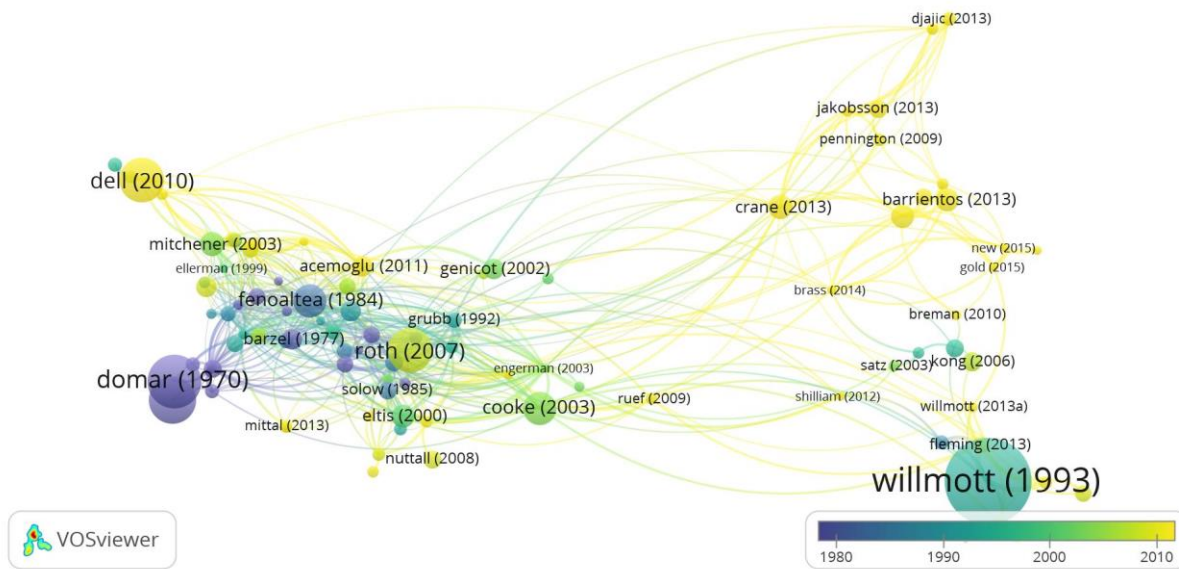 djajic (2013)
jakobsson (2013)
pennington (2009)
dell (2010)
crane (2013)
barrientos (2013)
mitchener (2003)
new (2015)
ellerman (1999)
acemoglu (2011)
genicot (2002)
gold (2015)
brass (2014)
fenoaltea (1984)
grubb (1992)
breman (2010)
barzel (1977)
roth (2007)
engerman (2003)
satz (2003)
kong (2006)
domar (1970)
solow (1985)
cooke (2003)
ruef (2009)
shilliam (2012)
willmott (2013a)
eltis (2000)
mittal (2013)
fleming (2013)
nuttall (2008)
willmott (1993)
VOSviewer
1980 1990 2000 2010